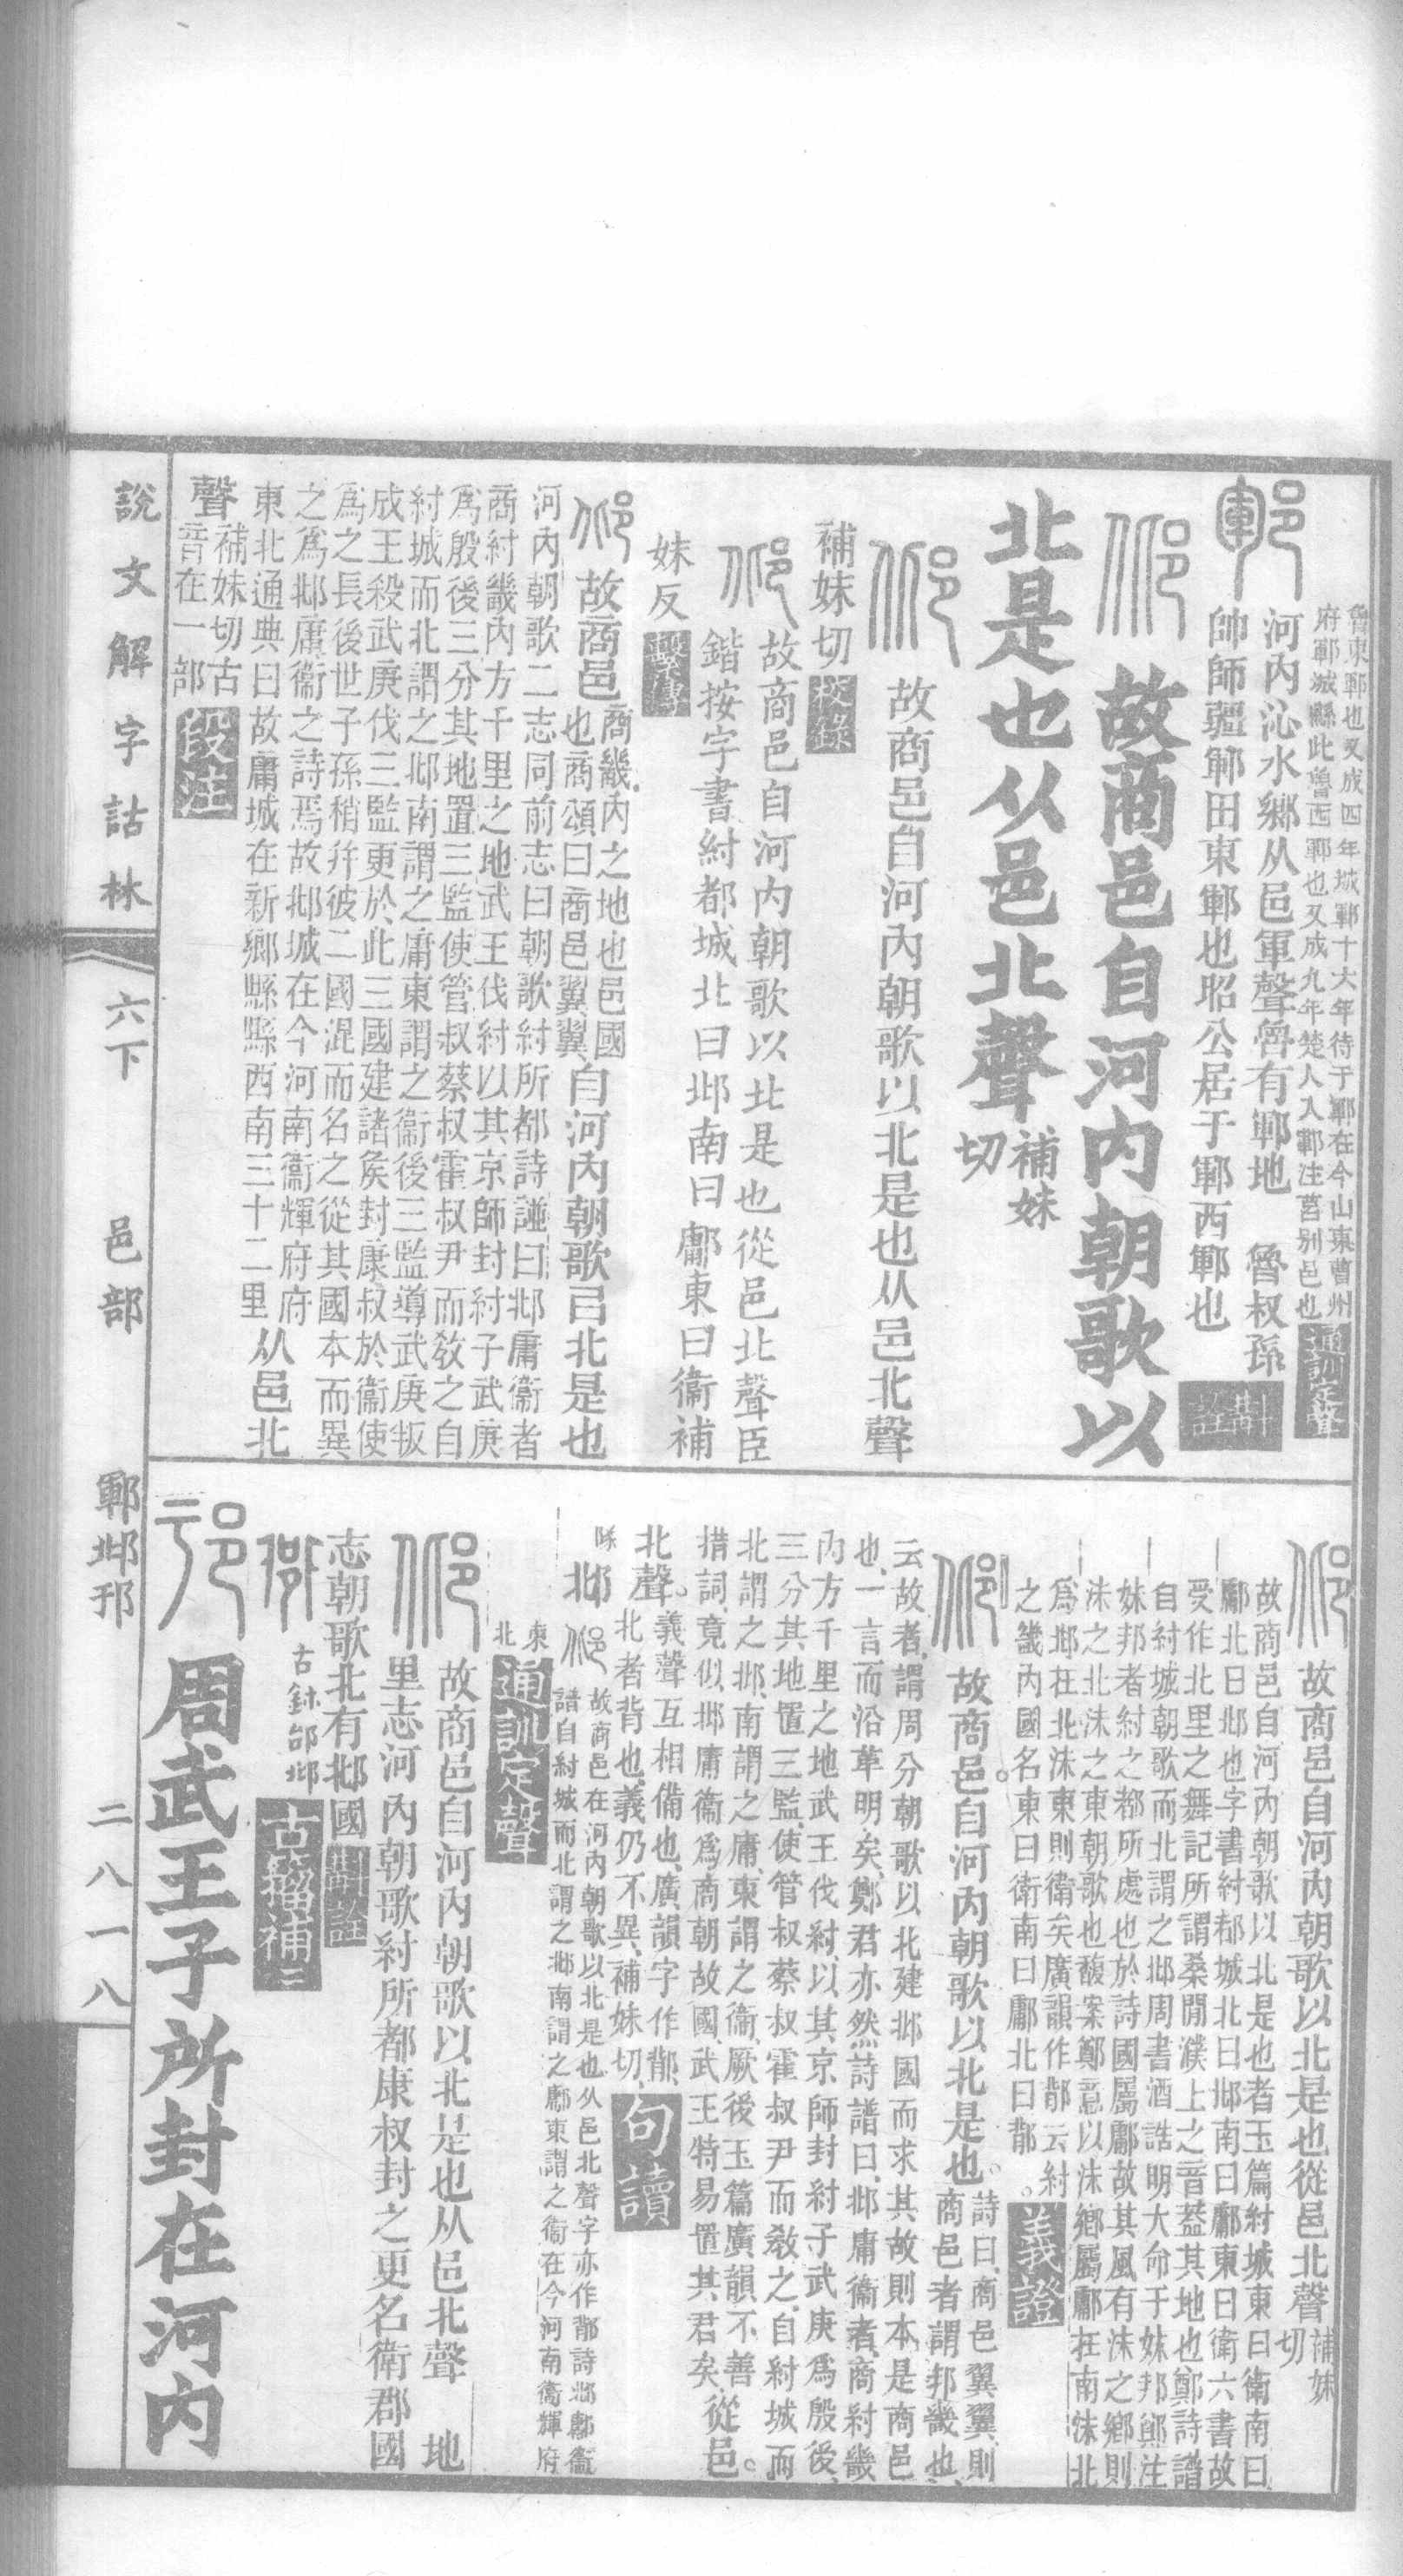 魯東鄆也又成四年城鄆十六年待于鄆在今山東曹州
府鄆城縣此魯西鄆也又成九年楚人入鄆注莒别邑也通訓定聲
河內沁水鄉从邑軍聲魯有鄆地 魯叔孫
帥師疆鄆田東鄆也昭公居于鄆西鄆也斠詮
故商邑自河內朝歌以
北是也从邑北聲補妹
切
故商邑自河內朝歌以北是也从邑北聲
補妹切校錄
故商邑自河內朝歌以北是也從邑北聲臣
鍇按字書紂都城北曰邶南曰鄘東曰衞補
妹反繫傳
故商邑商畿內之地也邑國
也商頌曰商邑翼翼自河內朝歌㠯北是也
河內朝歌二志同前志曰朝歌紂所都詩譜曰邶庸衞者
商紂畿內方千里之地武王伐紂以其京師封紂子武庚
爲殷後三分其地置三監使管叔蔡叔霍叔尹而敎之自
紂城而北謂之邶南謂之庸東謂之衞後三監導武庚叛
成王殺武庚伐三監更於此三國建諸侯封康叔於衞使
爲之長後世子孫稍幷彼二國混而名之從其國本而異
之爲邶庸衞之詩焉故邶城在今河南衞輝府府
東北通典曰故庸城在新鄉縣縣西南三十二里从邑北
聲補妹切古
音在一部段注
說文解字詁林
六下
邑部
鄆邶邘
二八一八
故商邑自河內朝歌以北是也從邑北聲補妹
切
故商邑自河內朝歌以北是也者玉篇紂城東曰衛南曰
鄘北曰邶也字書紂都城北曰邶南曰鄘東曰衛六書故
受作北里之舞記所謂桑閒濮上之音葢其地也鄭詩譜
自紂城朝歌而北謂之邶周書酒誥明大命于妹邦鄭注
妹邦者紂之都所處也於詩國屬鄘故其風有沬之鄉則
沬之北沬之東朝歌也馥案鄭意以沬鄉屬鄘在南沬北
爲邶在北沬東則衛矣廣韻作鄁云紂
之畿內國名東曰衛南曰鄘北曰鄁。義證
故商邑。自河內朝歌以北是也。詩曰、商邑翼翼、則
商邑者謂邦畿也、
云故者、謂周分朝歌以北建邶國而求其故則本是商邑
也、一言而沿革明矣、鄭君亦然詩譜曰、邶庸衞者、商紂畿
內方千里之地武王伐紂、以其京師封紂子武庚爲殷後、
三分其地置三監、使管叔蔡叔霍叔尹而敎之、自紂城而
北謂之邶、南謂之庸、東謂之衞、厥後玉篇廣韻不善
措詞、竟似邶庸衞爲商朝故國、武王特易置其君矣、從邑。
北聲。義聲互相備也、廣韻字作鄁、
北者背也、義仍不異、補妹切、句讀
邶故商邑在河內朝歌以北是也从邑北聲字亦作鄁詩邶鄘衞
譜自紂城而北謂之邶南謂之鄘東謂之衞在今河南衞輝府
東
北通訓定聲
故商邑自河內朝歌以北是也从邑北聲 地
里志河內朝歌紂所都康叔封之更名衛郡國
志朝歌北有邶國斠詮
古鉥邰邶古籀補三
周武王子所封在河內